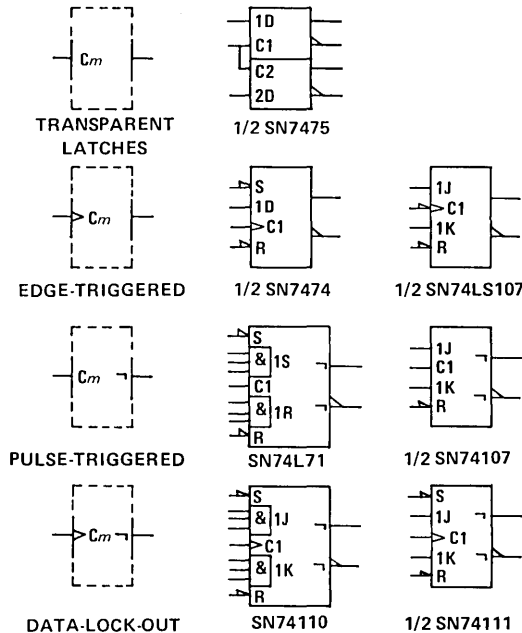 Cm
1D
C1
C2
2D
TRANSPARENT
LATCHES
1/2 SN7475
Cm
S
1D
C1
R
1J
C1
1K
R
EDGE-TRIGGERED
1/2 SN7474
1/2 SN74LS107
Cm ¬
S
& 1S ¬
C1
& 1R ¬
R
1J ¬
C1
1K ¬
R
PULSE-TRIGGERED
SN74L71
1/2 SN74107
Cm ¬
S
& 1J ¬
C1
& 1K ¬
R
S
1J ¬
C1
1K ¬
R
DATA-LOCK-OUT
SN74110
1/2 SN74111